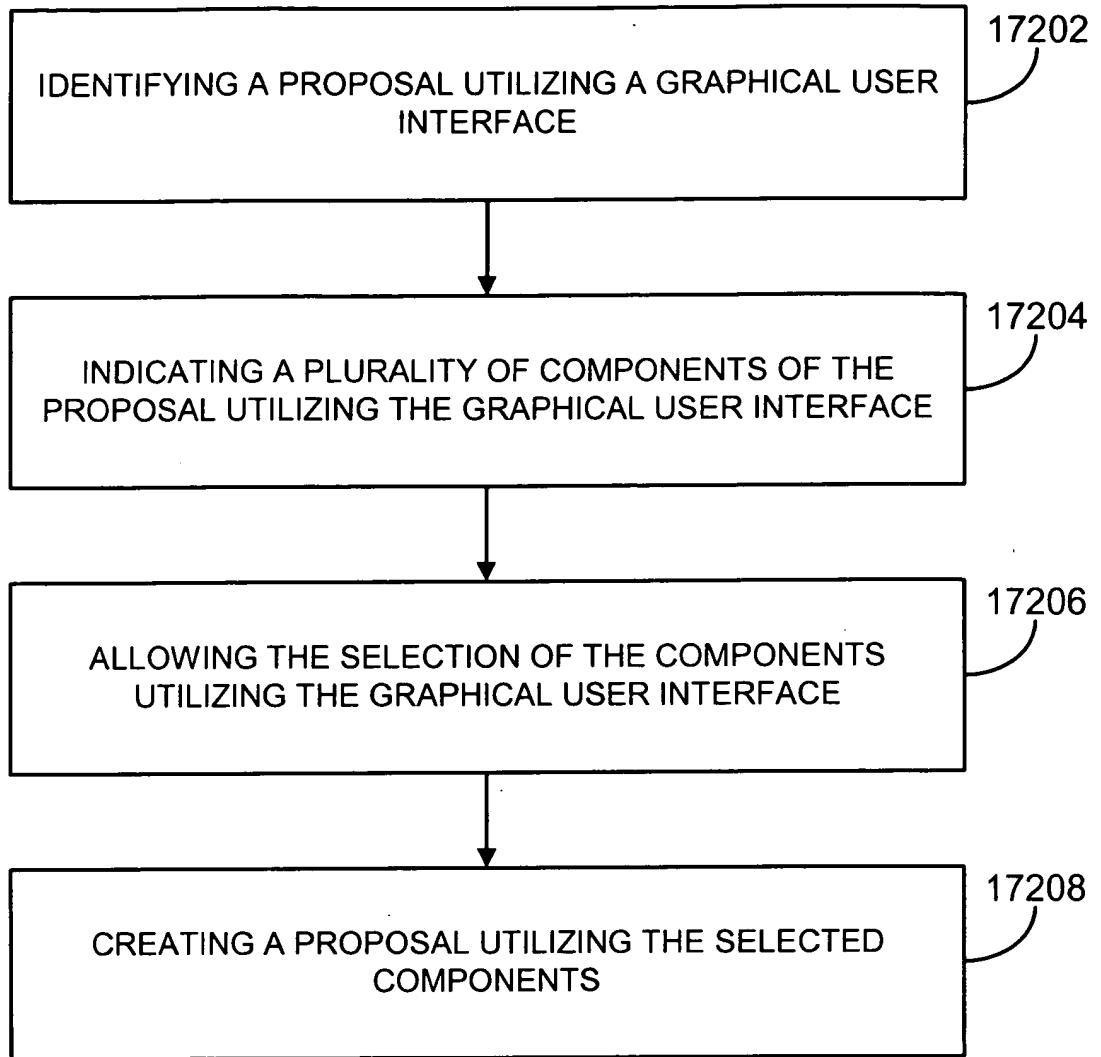 17202
IDENTIFYING A PROPOSAL UTILIZING A GRAPHICAL USER
INTERFACE
17204
INDICATING A PLURALITY OF COMPONENTS OF THE
PROPOSAL UTILIZING THE GRAPHICAL USER INTERFACE
17206
ALLOWING THE SELECTION OF THE COMPONENTS
UTILIZING THE GRAPHICAL USER INTERFACE
17208
CREATING A PROPOSAL UTILIZING THE SELECTED
COMPONENTS